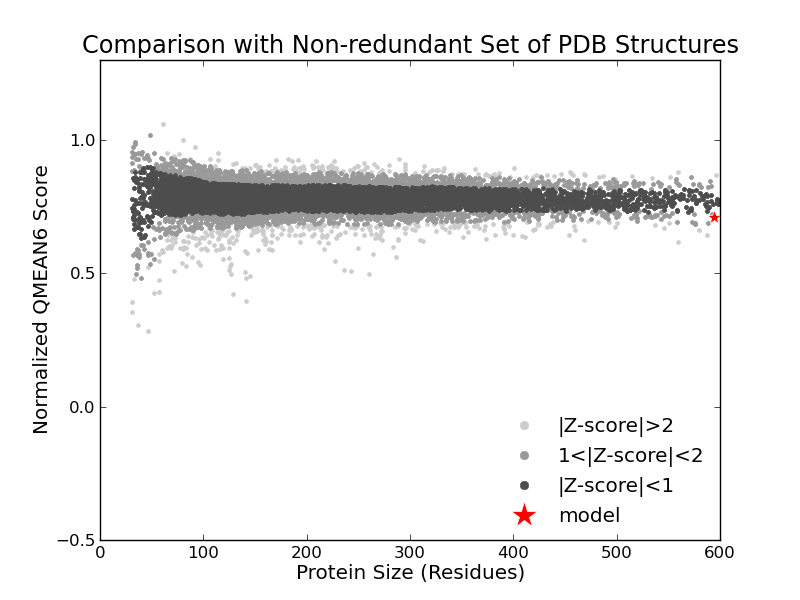 Comparison with Non-redundant Set of PDB Structures
Normalized QMEAN6 Score
1.0
0.5
0.0
−0.5
|Z-score|>2
1<|Z-score|<2
|Z-score|<1
model
0 100 200 300 400 500 600
Protein Size (Residues)